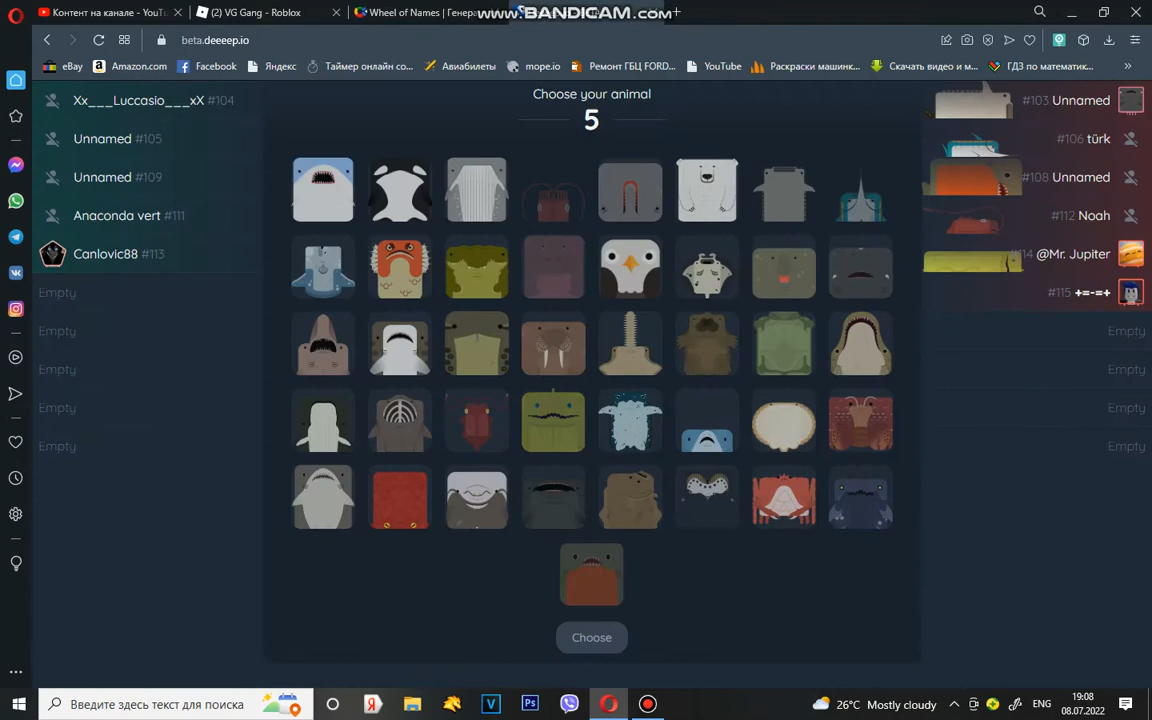 Контент на канале - YouTu
(2) VG Gang - Roblox
Wheel of Names | Генера
www.BANDICAM.com
beta.deeeep.io
eBay
Amazon.com
Facebook
Яндекс
Таймер онлайн со...
Авиабилеты
mope.io
Ремонт ГБЦ FORD...
YouTube
Раскраски машинк...
Скачать видео и м...
ГДЗ по математик...
Choose your animal
5
Xx___Luccasio___xX #104
Unnamed #105
Unnamed #109
Anaconda vert #111
Canlovic88 #113
Empty
Empty
Empty
Empty
Empty
#103 Unnamed
#106 türk
#108 Unnamed
#112 Noah
#14 @Mr. Jupiter
#115 +=-=+
Empty
Empty
Empty
Empty
Choose
Введите здесь текст для поиска
26°C Mostly cloudy
ENG
19:08
08.07.2022